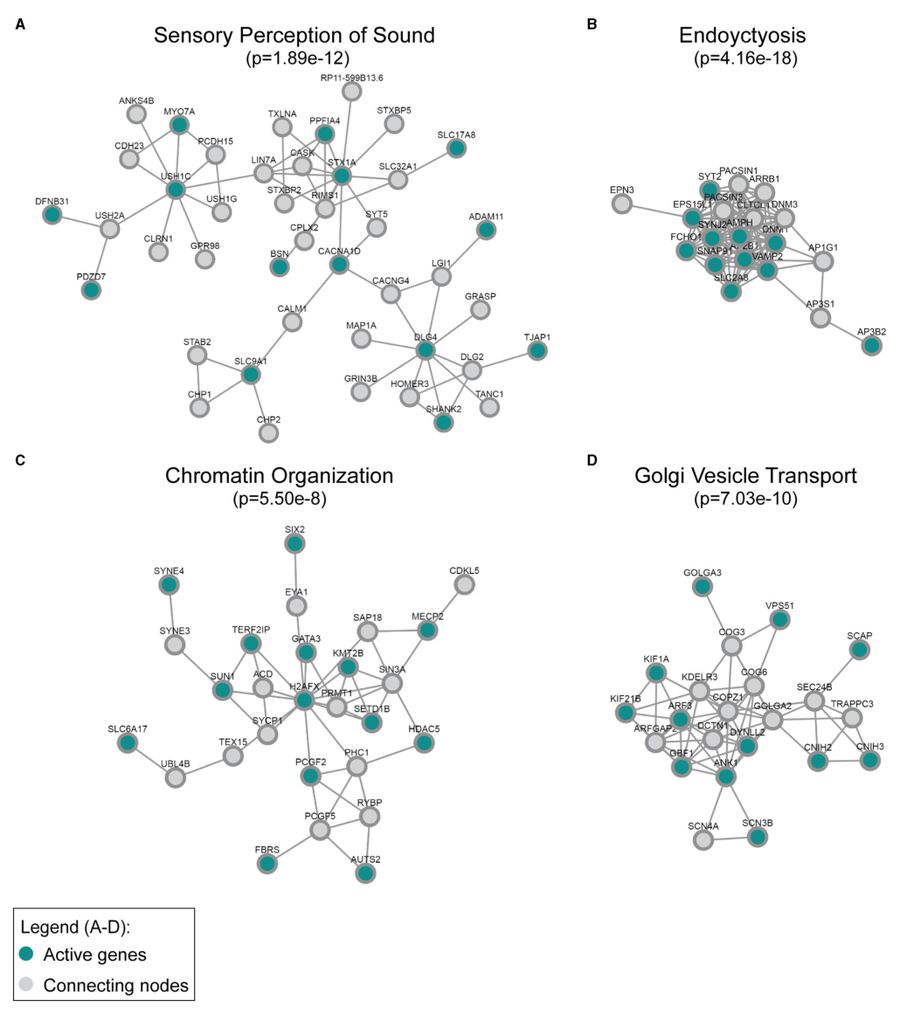 A
Sensory Perception of Sound
(p=1.89e-12)
RP11-599B13.6
ANKS4B
MYO7A
TXLNA
PPFIA4
STXBP5
SLC17A8
CDH23
PCDH15
LIN7A
CASK
STX1A
SLC32A1
USH1C
STXBP2
RIMS1
DFNB31
USH2A
USH1G
CPLX2
SYT5
ADAM11
CLRN1
GPR98
BSN
CACNA1D
LGI1
PDZD7
CACNG4
GRASP
CALM1
MAP1A
DLG4
TJAP1
STAB2
SLC9A1
DLG2
GRIN3B
HOMER3
TANC1
CHP1
SHANK2
CHP2
B
Endoyctyosis
(p=4.16e-18)
EPN3
SYT2
PACSIN1
ARRB1
PACSIN3
EPS15L1
CLTCL1
DNM3
SYNJ2
AMPH
DNM1
FCHO1
SNAP91
VAMP2
AP1G1
SLC2A8
AP3S1
AP3B2
C
Chromatin Organization
(p=5.50e-8)
SIX2
SYNE4
CDKL5
EYA1
SYNE3
TERF2IP
GATA3
SAP18
MECP2
KMT2B
SUN1
ACD
H2AFX
PRMT1
SIN3A
SETD1B
SLC6A17
SYCP1
HDAC5
TEX15
PHC1
UBL4B
PCGF2
RYBP
PCGF5
FBRS
AUTS2
D
Golgi Vesicle Transport
(p=7.03e-10)
GOLGA3
VPS51
COG3
SCAP
KIF1A
KDELR3
COG6
SEC24B
KIF21B
ARF3
COPZ1
GOLGA2
TRAPPC3
ARFGAP2
DCTN1
DYNLL2
GBF1
ANK1
CNIH2
CNIH3
SCN4A
SCN3B
Legend (A-D):
Active genes
Connecting nodes